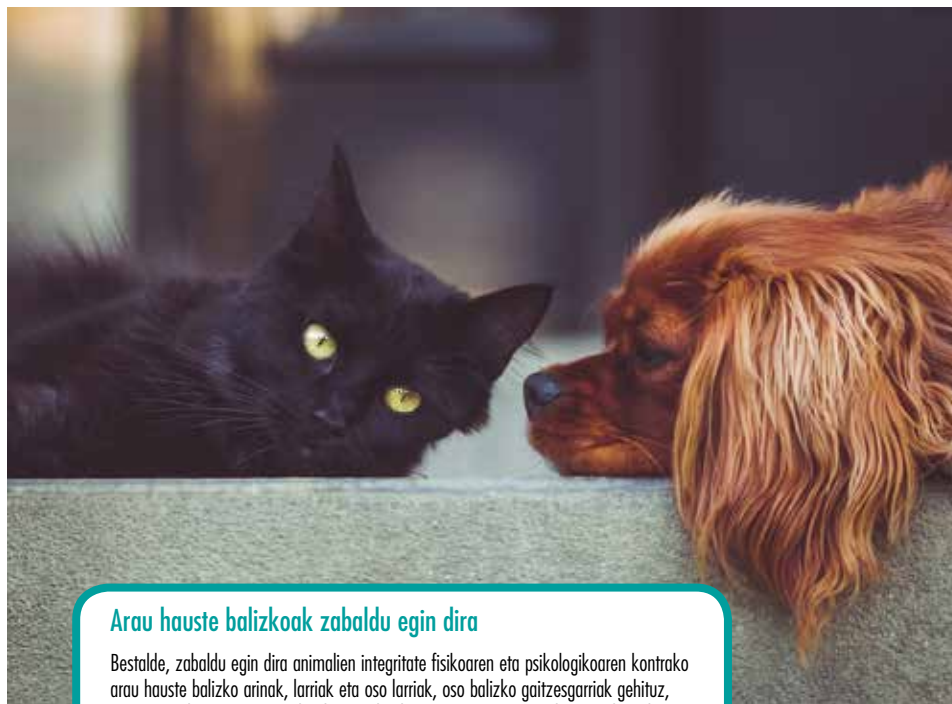 Arau hauste balizkoak zabaldu egin dira
Bestalde, zabaldu egin dira animalien integritate fisikoaren eta psikologikoaren kontrako
arau hauste balizko arinak, larriak eta oso larriak, oso balizko gaitzesgarriak gehituz,